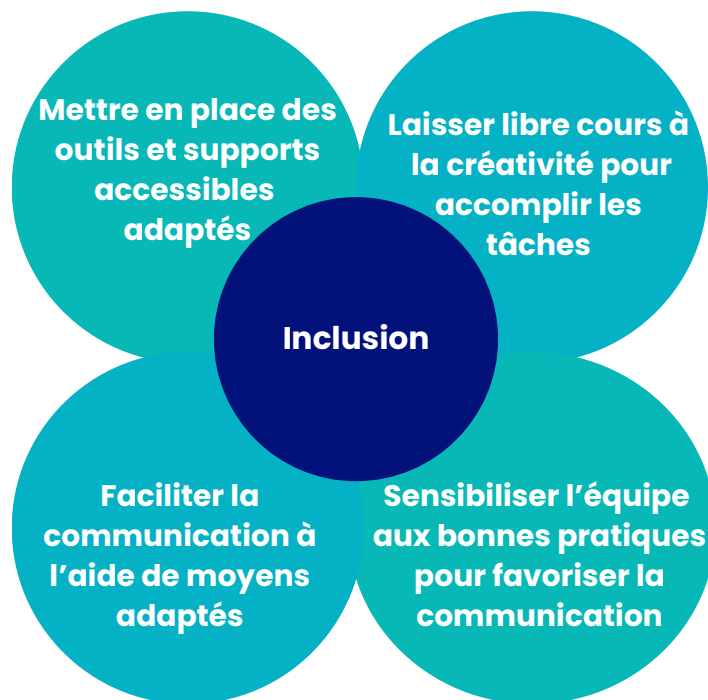 Mettre en place des
outils et supports
accessibles
adaptés
Laisser libre cours à
la créativité pour
accomplir les
tâches
Inclusion
Faciliter la
communication à
l’aide de moyens
adaptés
Sensibiliser l’équipe
aux bonnes pratiques
pour favoriser la
communication